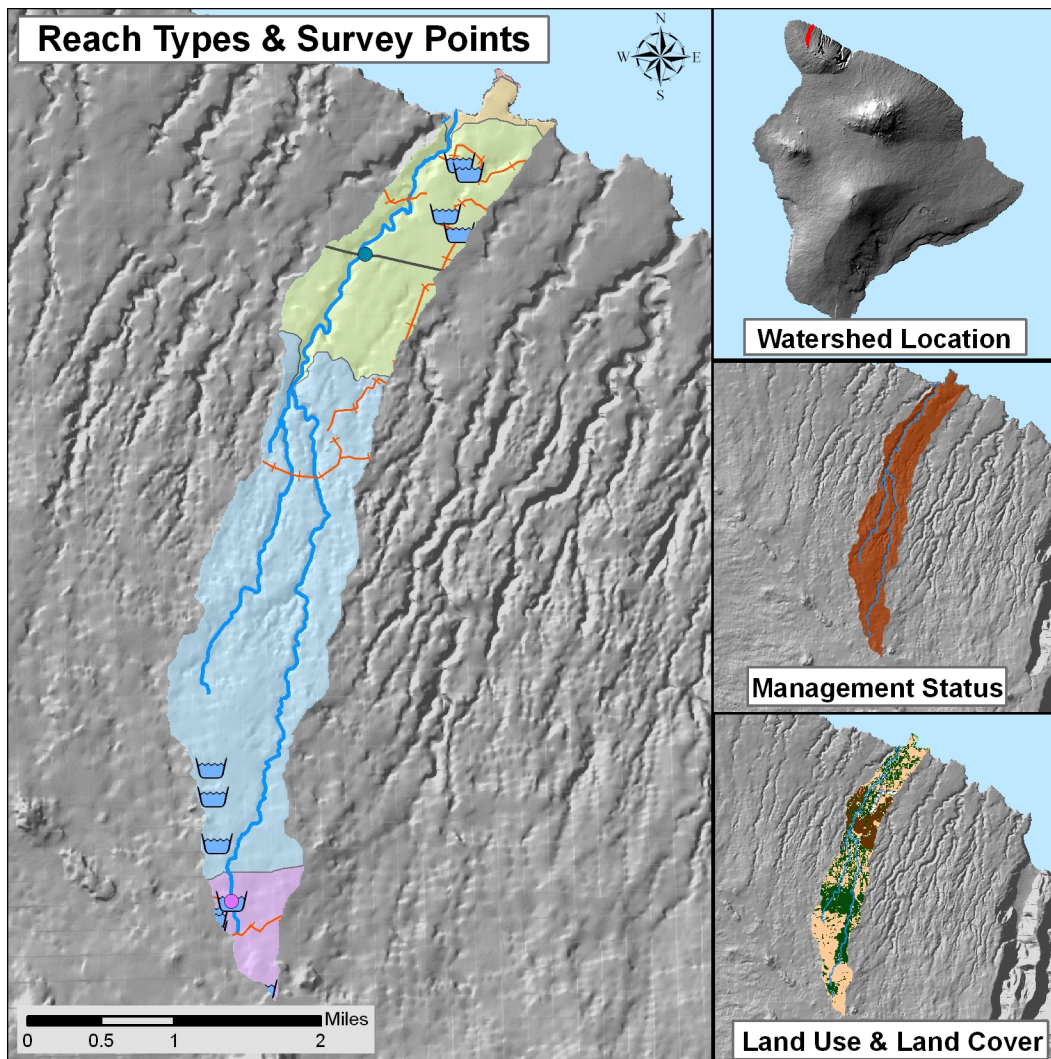 Reach Types & Survey Points
N
W
E
S
Watershed Location
Management Status
Land Use & Land Cover
Miles
0
0.5
1
2